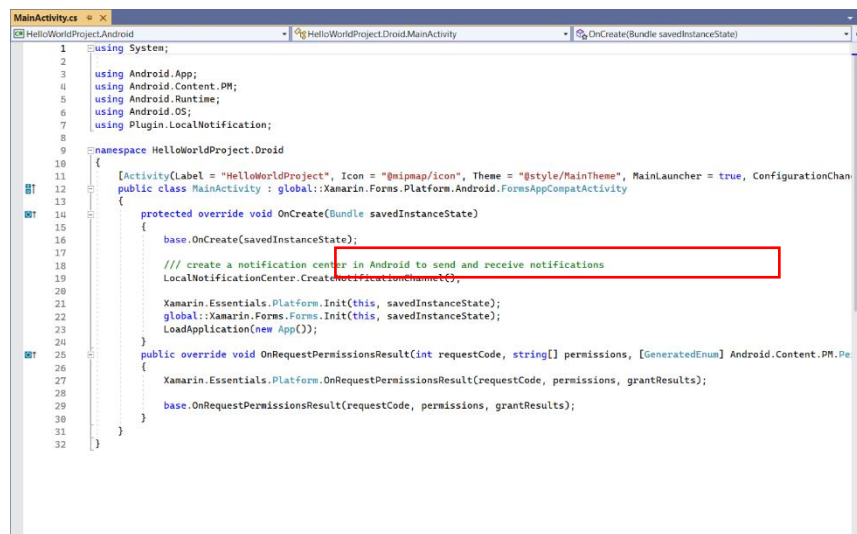 MainActivity.cs
HelloWorldProject.Android HelloWorldProject.Droid.MainActivity OnCreate(Bundle savedInstanceState)
1 using System;
2
3 using Android.App;
4 using Android.Content.PM;
5 using Android.Runtime;
6 using Android.OS;
7 using Plugin.LocalNotification;
8
9 namespace HelloWorldProject.Droid
10 {
11 [Activity(Label = "HelloWorldProject", Icon = "@mipmap/icon", Theme = "@style/MainTheme", MainLauncher = true, ConfigurationChan
12 public class MainActivity : global::Xamarin.Forms.Platform.Android.FormsAppCompatActivity
13 {
14 protected override void OnCreate(Bundle savedInstanceState)
15 {
16 base.OnCreate(savedInstanceState);
17
18 /// create a notification center in Android to send and receive notifications
19 LocalNotificationCenter.CreateNotificationChannel();
20
21 Xamarin.Essentials.Platform.Init(this, savedInstanceState);
22 global::Xamarin.Forms.Forms.Init(this, savedInstanceState);
23 LoadApplication(new App());
24 }
25 public override void OnRequestPermissionsResult(int requestCode, string[] permissions, [GeneratedEnum] Android.Content.PM.Pe
26 {
27 Xamarin.Essentials.Platform.OnRequestPermissionsResult(requestCode, permissions, grantResults);
28
29 base.OnRequestPermissionsResult(requestCode, permissions, grantResults);
30 }
31 }
32 }